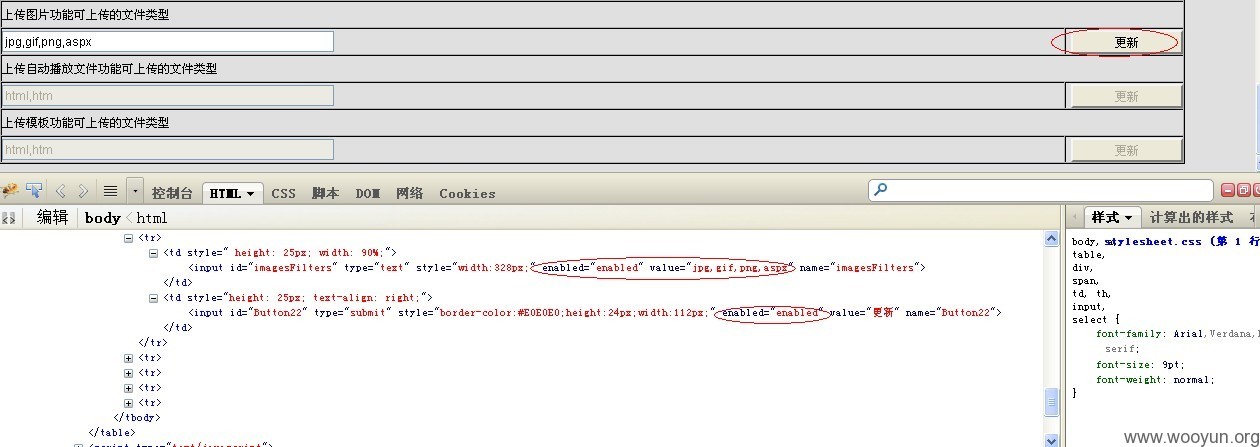 上传图片功能可上传的文件类型
jpg,gif,png,aspx 更新
上传自动播放文件功能可上传的文件类型
html,htm 更新
上传模板功能可上传的文件类型
html,htm 更新
控制台 HTML CSS 脚本 DOM 网络 Cookies
编辑 body < html
<tr>
<td style=" height: 25px; width: 90%;">
<input id="imagesFilters" type="text" style="width:328px;" enabled="enabled" value="jpg,gif,png,aspx" name="imagesFilters">
</td>
<td style="height: 25px; text-align: right;">
<input id="Button22" type="submit" style="border-color:#E0E0E0;height:24px;width:112px;" enabled="enabled" value="更新" name="Button22">
</td>
</tr>
<tr>
<tr>
<tr>
<tr>
</tbody>
</table>
样式 计算出的样式
body, stylesheet.css (第 1 行
table,
div,
span,
td, th,
input,
select {
font-family: Arial,Verdana,
serif;
font-size: 9pt;
font-weight: normal;
}
www.wooyun.org